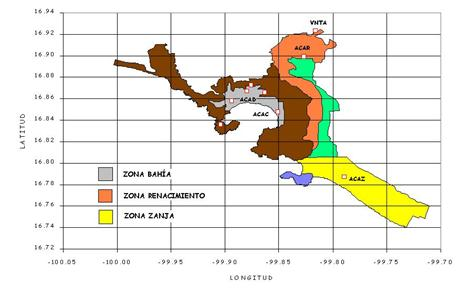 16.94
VNTA
16.92
ACAR
16.90
16.88
16.86
ACAD
ACAC
16.84
LATITUD
16.82
16.80
ZONA BAHÍA
ACAZ
16.78
ZONA RENACIMIENTO
16.76
ZONA ZANJA
16.74
16.72
-100.05 -100.00 -99.95 -99.90 -99.85 -99.80 -99.75 -99.70
LONGITUD